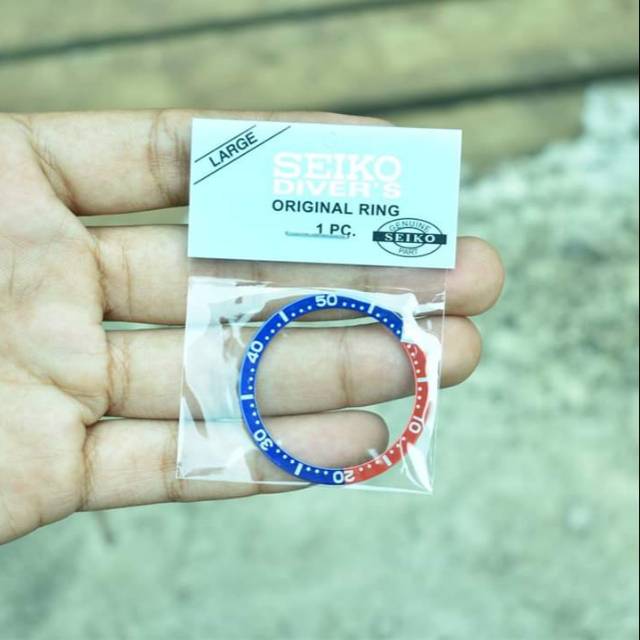 LARGE
SEIKO
DIVER'S
ORIGINAL RING
1 PC.
GENUINE
SEIKO
PART
50
40
30
20
10